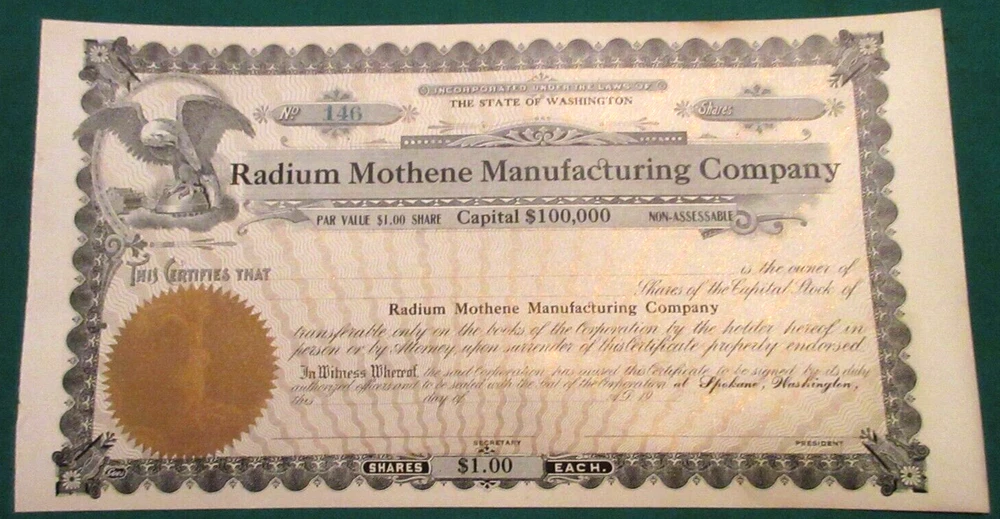 INCORPORATED UNDER THE LAWS OF
THE STATE OF WASHINGTON
No 146
Shares
Radium Mothene Manufacturing Company
PAR VALUE $1.00 SHARE Capital $100,000 NON-ASSESSABLE
THIS CERTIFIES THAT
is the owner of
Shares of the Capital Stock of
Radium Mothene Manufacturing Company
transferable only on the books of the Corporation by the holder hereof in
person or by Attorney, upon surrender of this Certificate properly endorsed.
In Witness Whereof, the said Corporation has caused this Certificate to be signed by its duly
authorized officers and to be sealed with the Seal of the Corporation at Spokane, Washington,
this day of A.D. 19
SECRETARY PRESIDENT
SHARES $1.00 EACH.